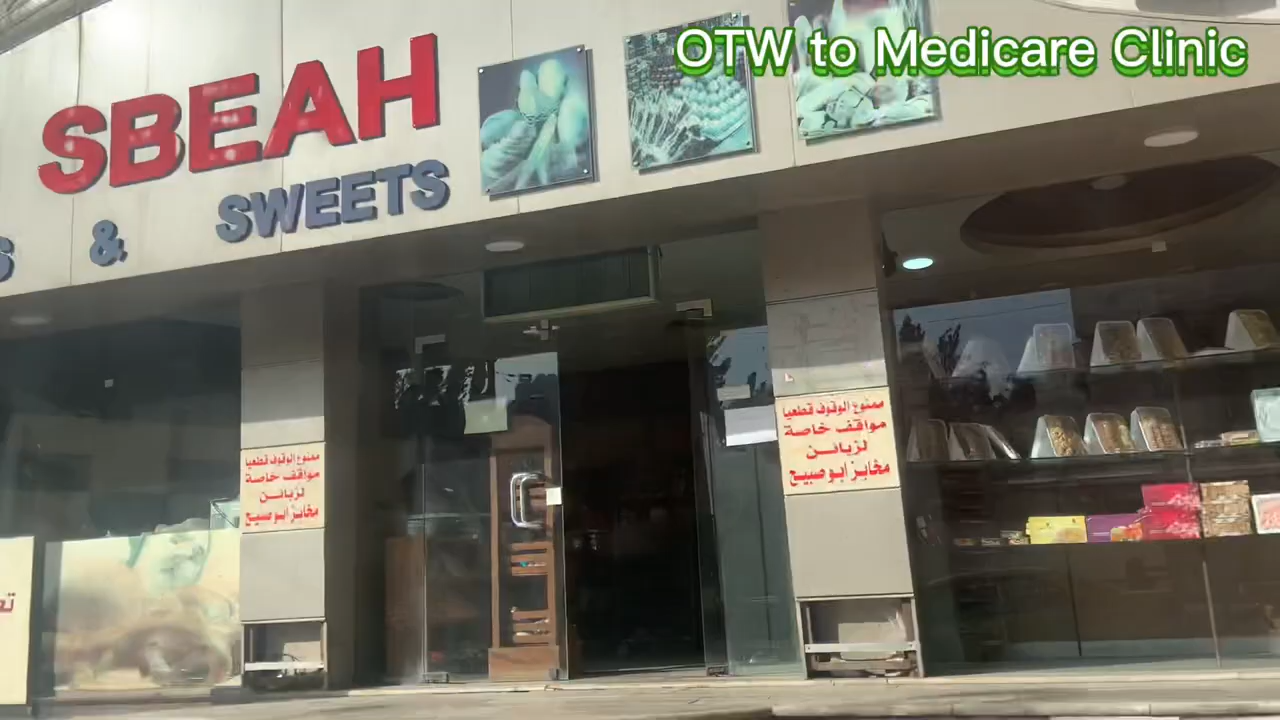 OTW to Medicare Clinic
SBEAH
& SWEETS
ممنوع الوقوف قطعيا
مواقف خاصة
لزبائن
مخابز ابو صبيح
ممنوع الوقوف قطعيا
مواقف خاصة
لزبائن
مخابز ابو صبيح